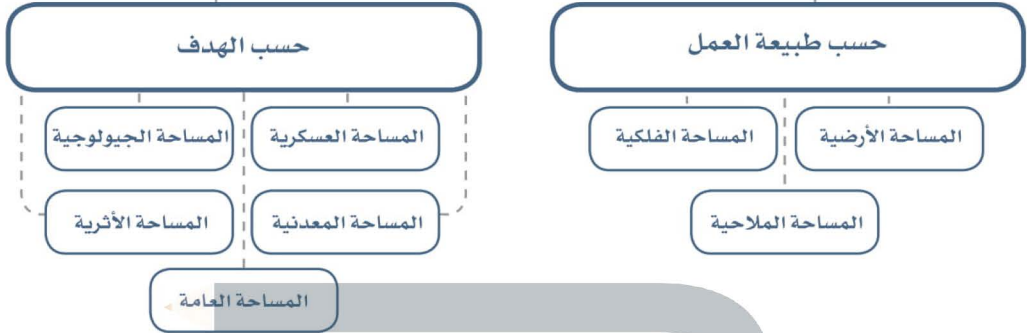 حسب طبيعة العمل
المساحة الأرضية
المساحة الفلكية
المساحة الملاحية
حسب الهدف
المساحة العسكرية
المساحة الجيولوجية
المساحة المعدنية
المساحة الأثرية
المساحة العامة